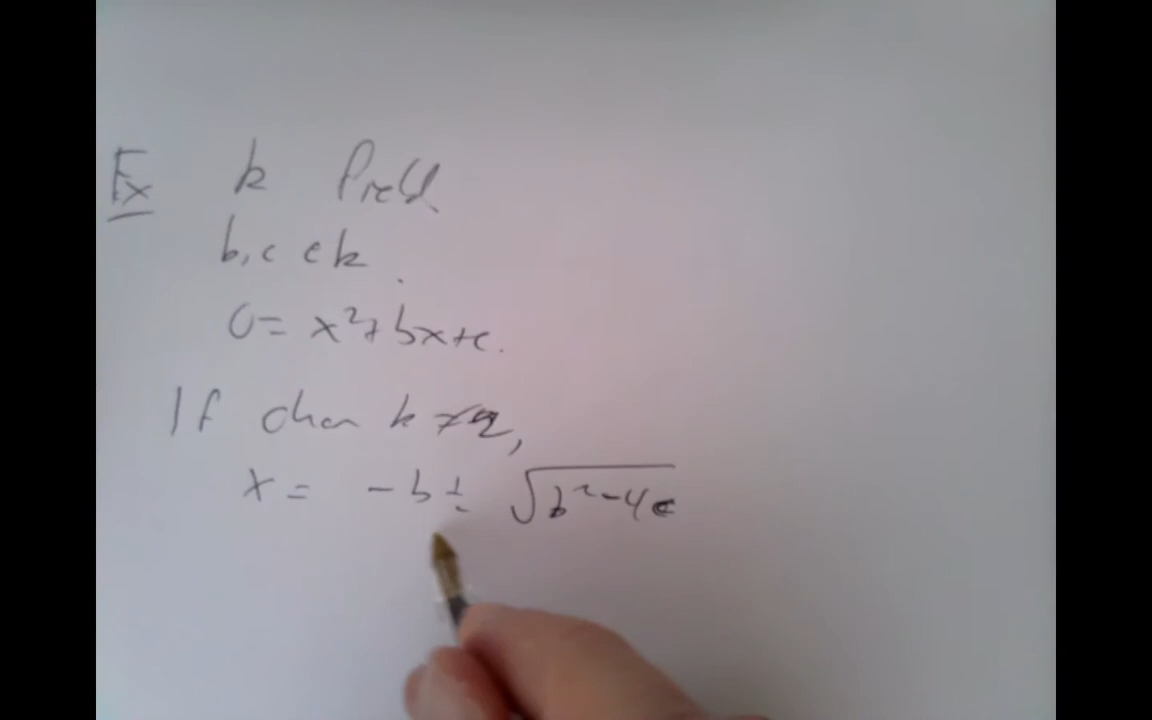 Ex k field
b, c ∈ k.
0 = x² + bx + c.
If char k ≠ 2,
x = -b ± √(b² - 4c)